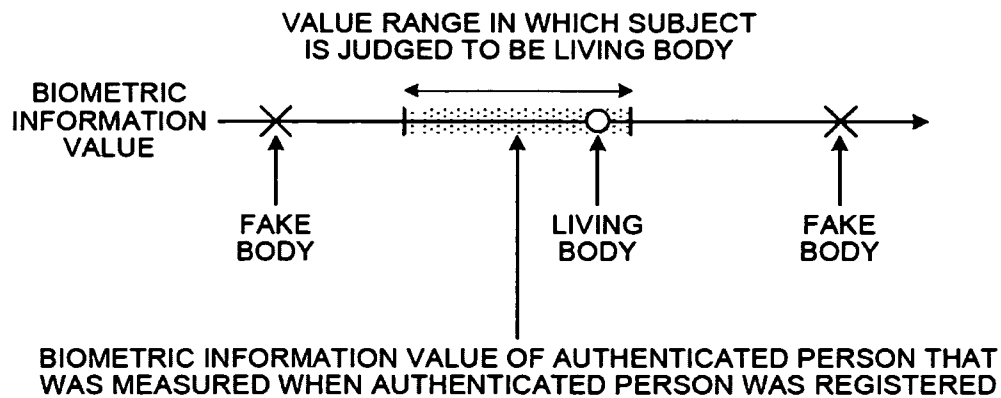 VALUE RANGE IN WHICH SUBJECT
IS JUDGED TO BE LIVING BODY
BIOMETRIC
INFORMATION
VALUE
FAKE
BODY
LIVING
BODY
FAKE
BODY
BIOMETRIC INFORMATION VALUE OF AUTHENTICATED PERSON THAT
WAS MEASURED WHEN AUTHENTICATED PERSON WAS REGISTERED